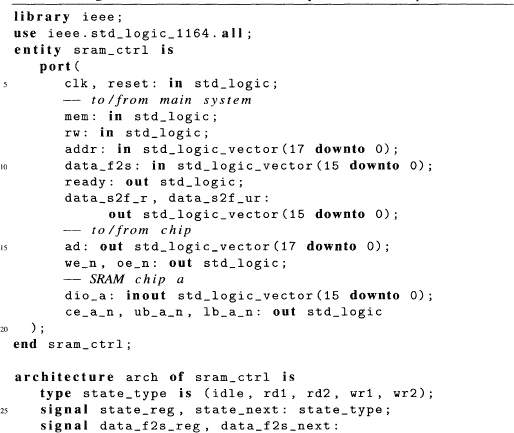 library ieee;
use ieee.std_logic_1164.all;
entity sram_ctrl is
port(
5 clk, reset: in std_logic;
-- to/from main system
mem: in std_logic;
rw: in std_logic;
addr: in std_logic_vector(17 downto 0);
10 data_f2s: in std_logic_vector(15 downto 0);
ready: out std_logic;
data_s2f_r, data_s2f_ur:
out std_logic_vector(15 downto 0);
-- to/from chip
15 ad: out std_logic_vector(17 downto 0);
we_n, oe_n: out std_logic;
-- SRAM chip a
dio_a: inout std_logic_vector(15 downto 0);
ce_a_n, ub_a_n, lb_a_n: out std_logic
20 );
end sram_ctrl;
architecture arch of sram_ctrl is
type state_type is (idle, rd1, rd2, wr1, wr2);
25 signal state_reg, state_next: state_type;
signal data_f2s_reg, data_f2s_next: